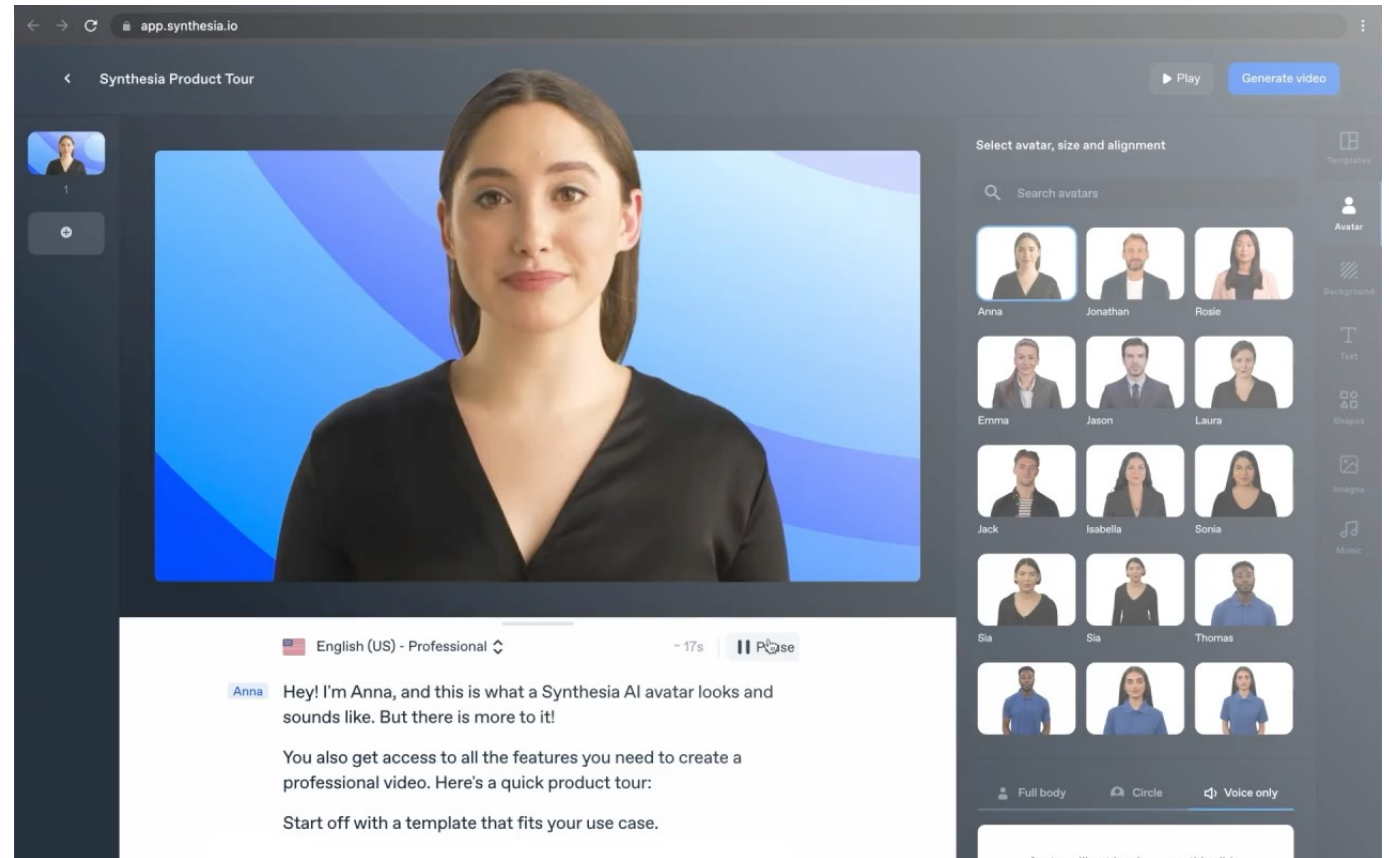 app.synthesia.io
Synthesia Product Tour
Play
Generate video
1
Select avatar, size and alignment
Search avatars
Anna
Jonathan
Rosie
Emma
Jason
Laura
Jack
Isabella
Sonia
Sia
Sia
Thomas
Full body
Circle
Voice only
Templates
Avatar
Background
Text
Shapes
Images
Music
English (US) - Professional
~ 17s
Pause
Anna
Hey! I'm Anna, and this is what a Synthesia AI avatar looks and
sounds like. But there is more to it!
You also get access to all the features you need to create a
professional video. Here's a quick product tour:
Start off with a template that fits your use case.